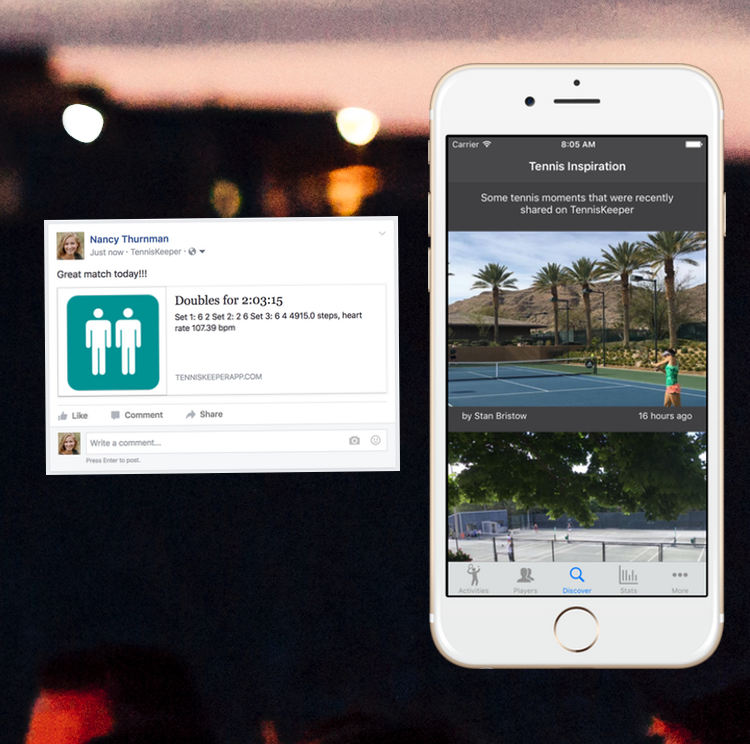 Nancy Thurnman
Just now · TennisKeeper ·
Great match today!!!
Doubles for 2:03:15
Set 1: 6 2 Set 2: 2 6 Set 3: 6 4 4915.0 steps, heart
rate 107.39 bpm
TENNISKEEPERAPP.COM
Like Comment Share
Write a comment...
Press Enter to post.
Carrier 8:05 AM
Tennis Inspiration
Some tennis moments that were recently
shared on TennisKeeper
by Stan Bristow 16 hours ago
Activities Players Discover Stats More